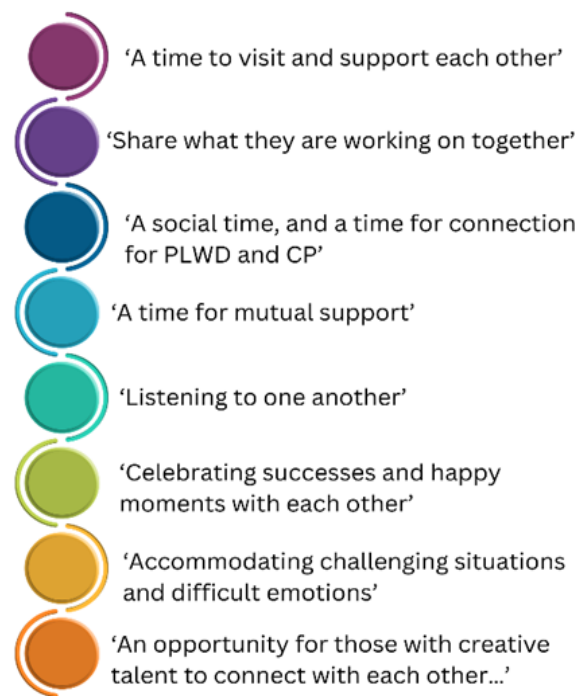 ‘A time to visit and support each other’
‘Share what they are working on together’
‘A social time, and a time for connection
for PLWD and CP’
‘A time for mutual support’
‘Listening to one another’
‘Celebrating successes and happy
moments with each other’
‘Accommodating challenging situations
and difficult emotions’
‘An opportunity for those with creative
talent to connect with each other…’